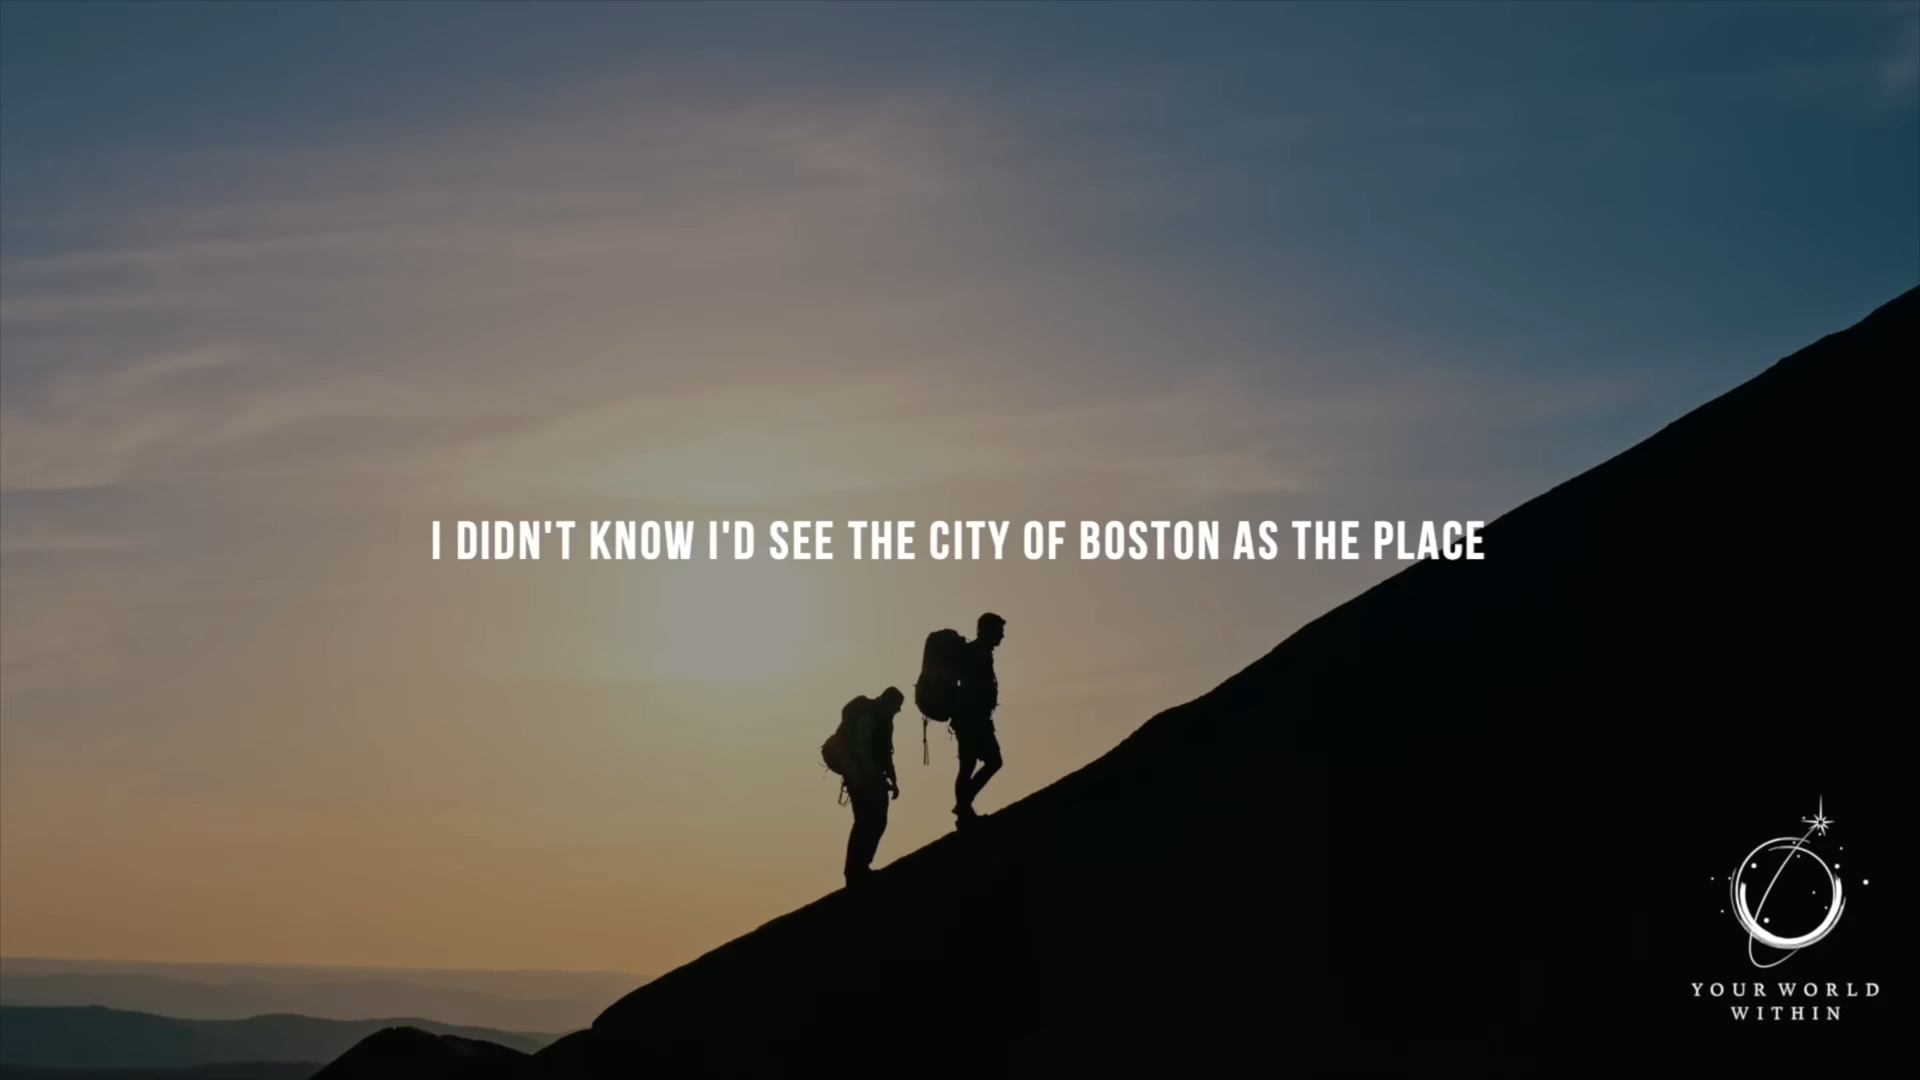 I DIDN'T KNOW I'D SEE THE CITY OF BOSTON AS THE PLACE
YOUR WORLD
WITHIN